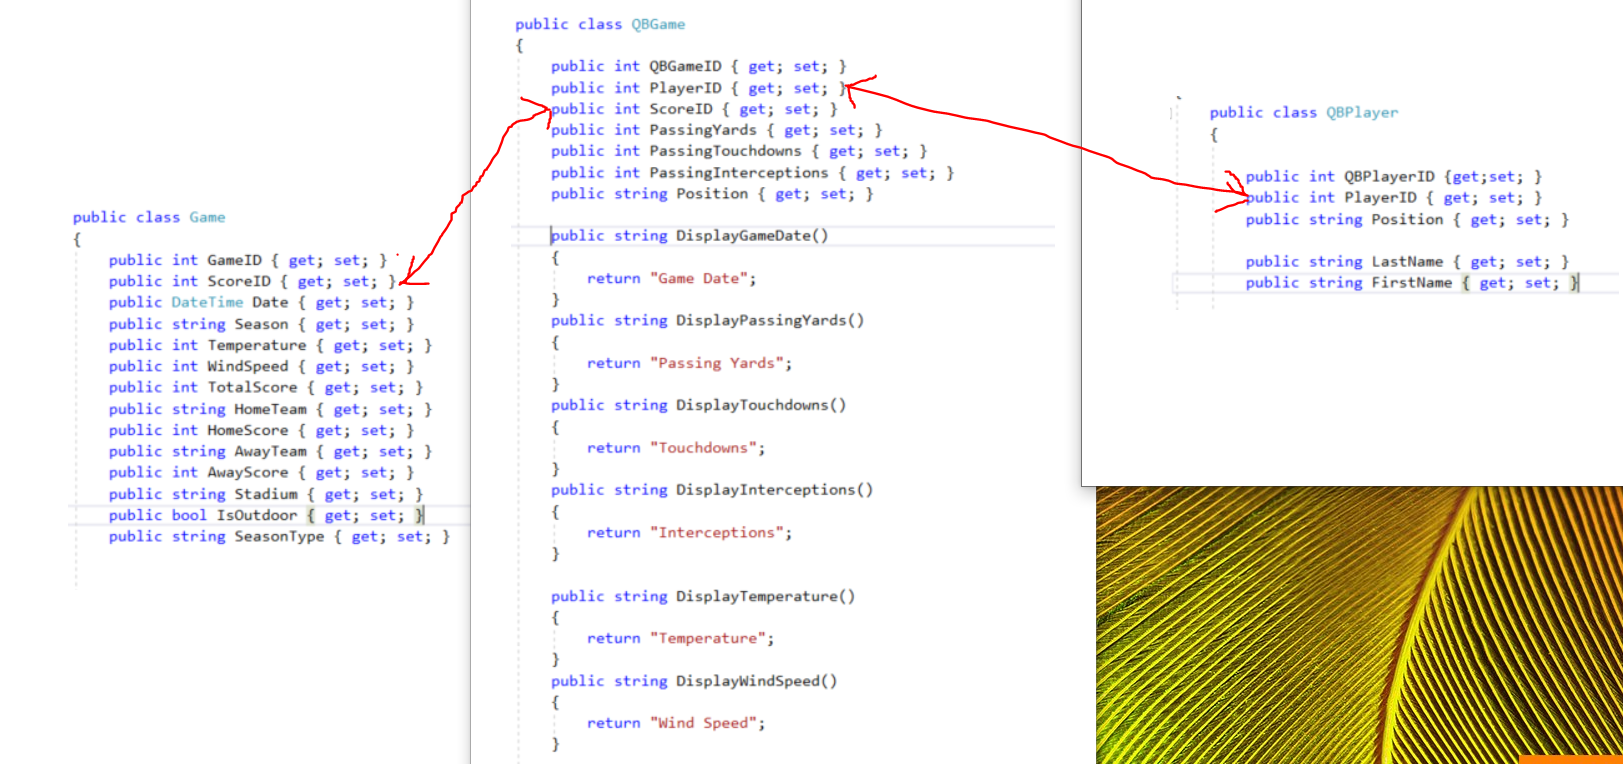 public class Game
{
public int GameID { get; set; }
public int ScoreID { get; set; }
public DateTime Date { get; set; }
public string Season { get; set; }
public int Temperature { get; set; }
public int WindSpeed { get; set; }
public int TotalScore { get; set; }
public string HomeTeam { get; set; }
public int HomeScore { get; set; }
public string AwayTeam { get; set; }
public int AwayScore { get; set; }
public string Stadium { get; set; }
public bool IsOutdoor { get; set; }
public string SeasonType { get; set; }
public class QBGame
{
public int QBGameID { get; set; }
public int PlayerID { get; set; }
public int ScoreID { get; set; }
public int PassingYards { get; set; }
public int PassingTouchdowns { get; set; }
public int PassingInterceptions { get; set; }
public string Position { get; set; }
public string DisplayGameDate()
{
return "Game Date";
}
public string DisplayPassingYards()
{
return "Passing Yards";
}
public string DisplayTouchdowns()
{
return "Touchdowns";
}
public string DisplayInterceptions()
{
return "Interceptions";
}
public string DisplayTemperature()
{
return "Temperature";
}
public string DisplayWindSpeed()
{
return "Wind Speed";
}
public class QBPlayer
{
public int QBPlayerID {get;set; }
public int PlayerID { get; set; }
public string Position { get; set; }
public string LastName { get; set; }
public string FirstName { get; set; }